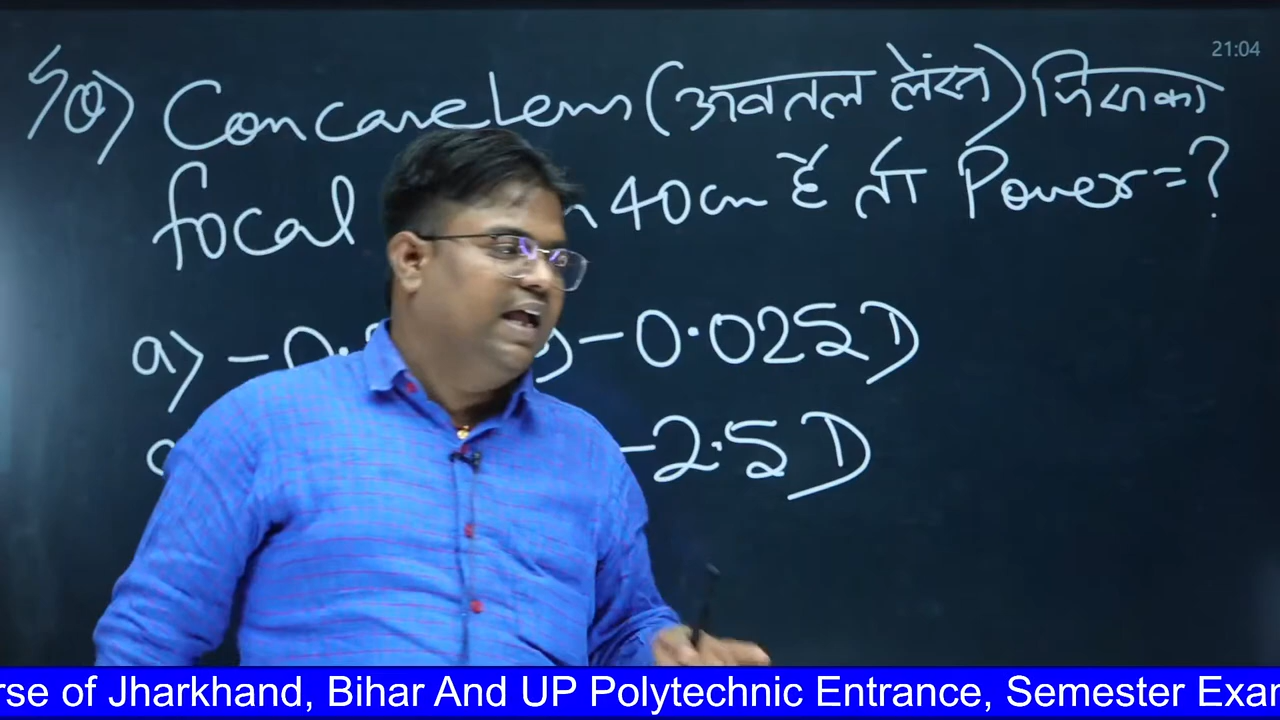 21:04
Q) Concave Lens (अवतल लेंस) जिसका
focal 40cm है तो Power = ?
a) -0. -0.025D
-2.5D
rse of Jharkhand, Bihar And UP Polytechnic Entrance, Semester Exar